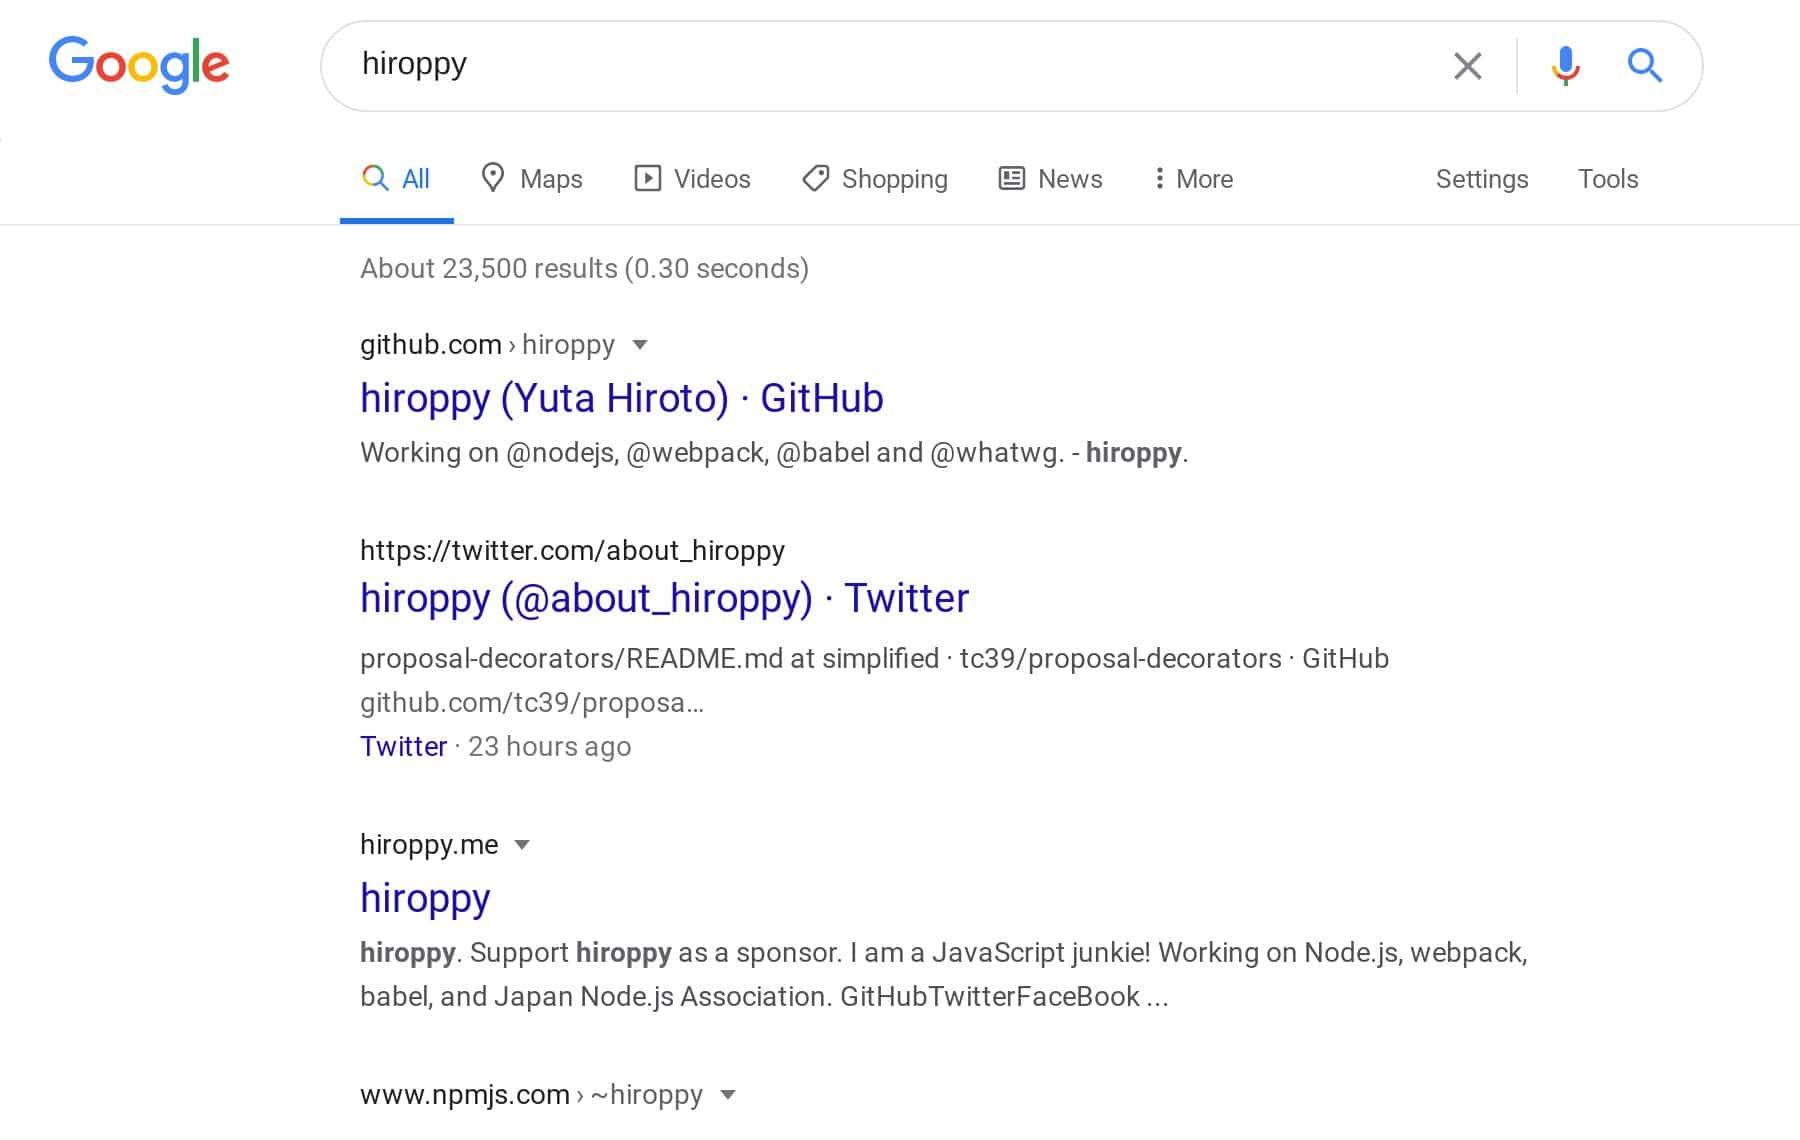 Google
hiroppy
All Maps Videos Shopping News More Settings Tools
About 23,500 results (0.30 seconds)
github.com › hiroppy
hiroppy (Yuta Hiroto) · GitHub
Working on @nodejs, @webpack, @babel and @whatwg. - hiroppy.
https://twitter.com/about_hiroppy
hiroppy (@about_hiroppy) · Twitter
proposal-decorators/README.md at simplified · tc39/proposal-decorators · GitHub
github.com/tc39/proposa…
Twitter · 23 hours ago
hiroppy.me
hiroppy
hiroppy. Support hiroppy as a sponsor. I am a JavaScript junkie! Working on Node.js, webpack,
babel, and Japan Node.js Association. GitHubTwitterFaceBook ...
www.npmjs.com › ~hiroppy